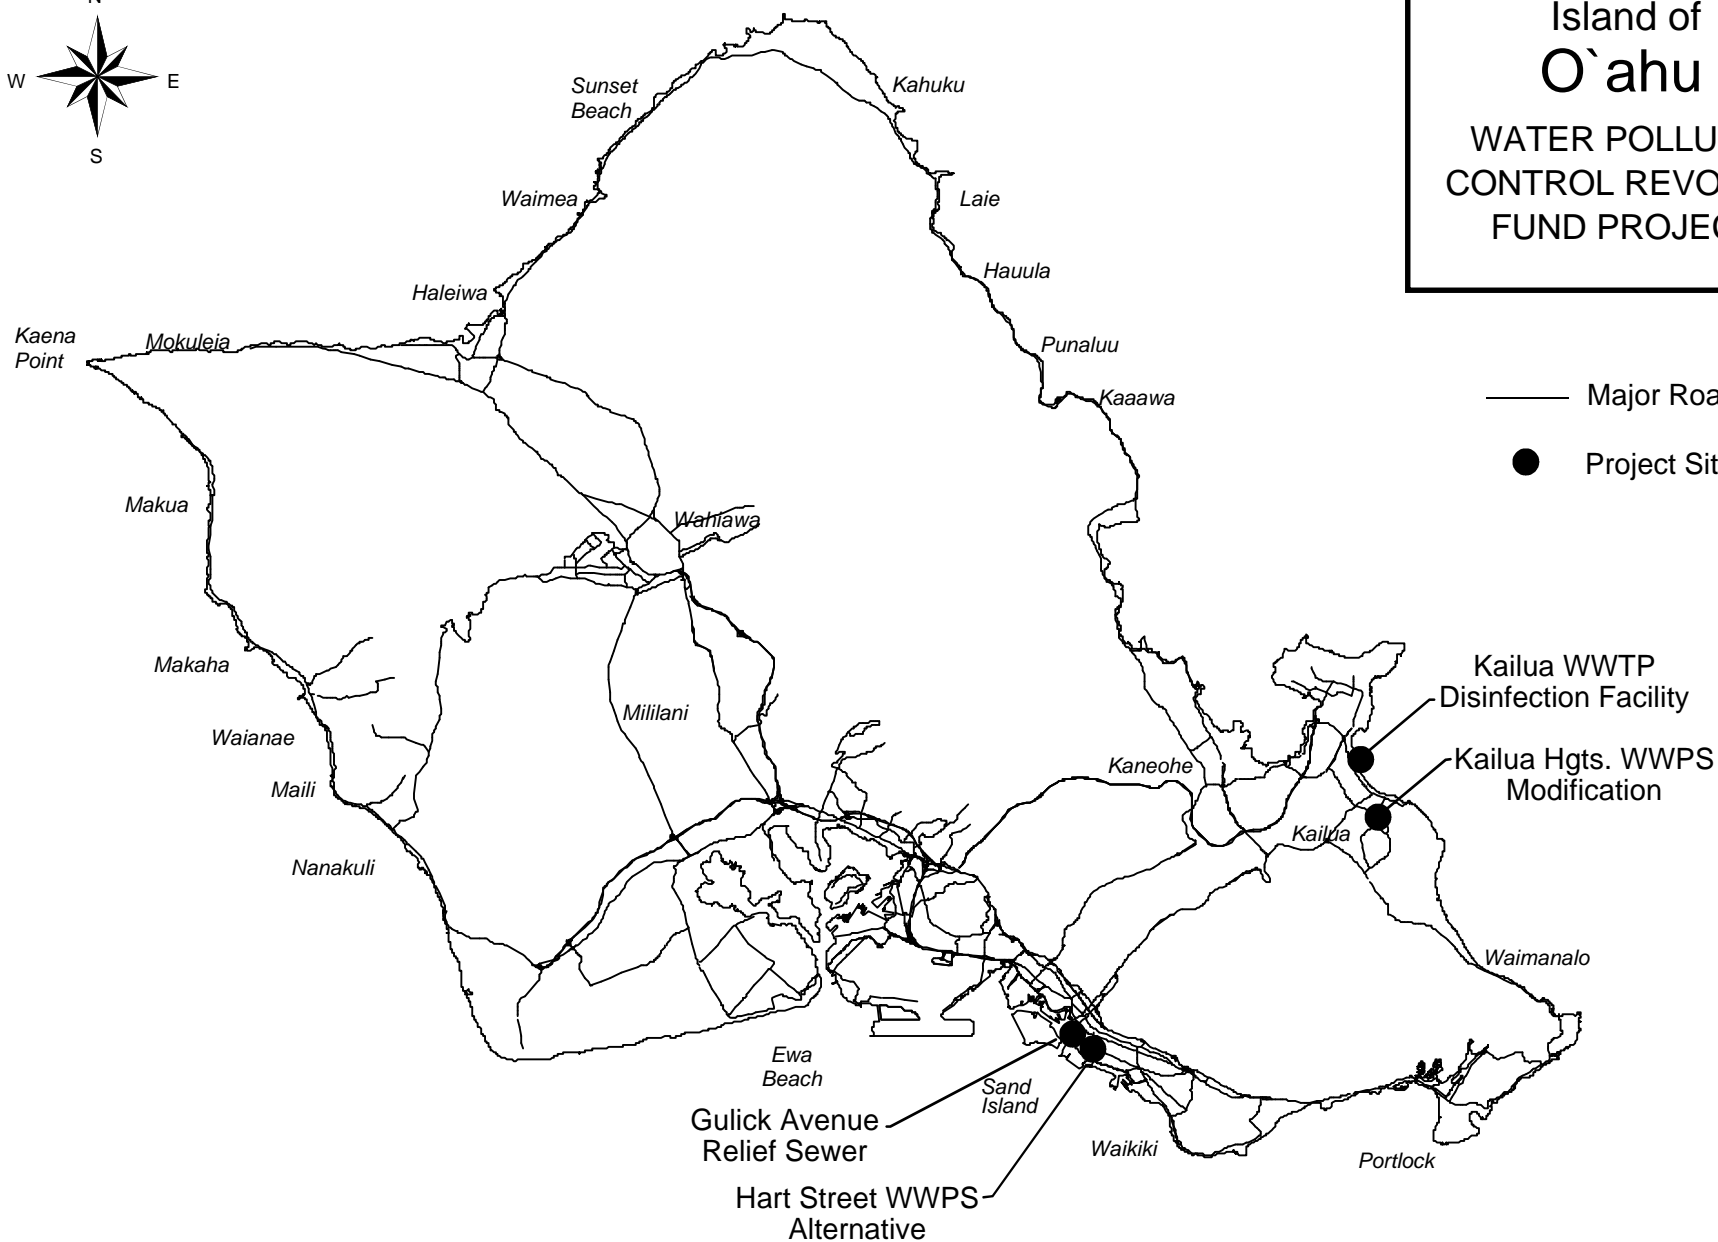 N
W
E
S
Island of
O`ahu
WATER POLLU
CONTROL REVO
FUND PROJEC
Major Roa
Project Sit
Sunset
Beach
Kahuku
Waimea
Laie
Hauula
Haleiwa
Kaena
Point
Mokuleia
Punaluu
Kaaawa
Makua
Wahiawa
Makaha
Kailua WWTP
Disinfection Facility
Mililani
Waianae
Kaneohe
Kailua Hgts. WWPS
Modification
Maili
Kailua
Nanakuli
Waimanalo
Ewa
Beach
Sand
Island
Gulick Avenue
Relief Sewer
Waikiki
Portlock
Hart Street WWPS
Alternative